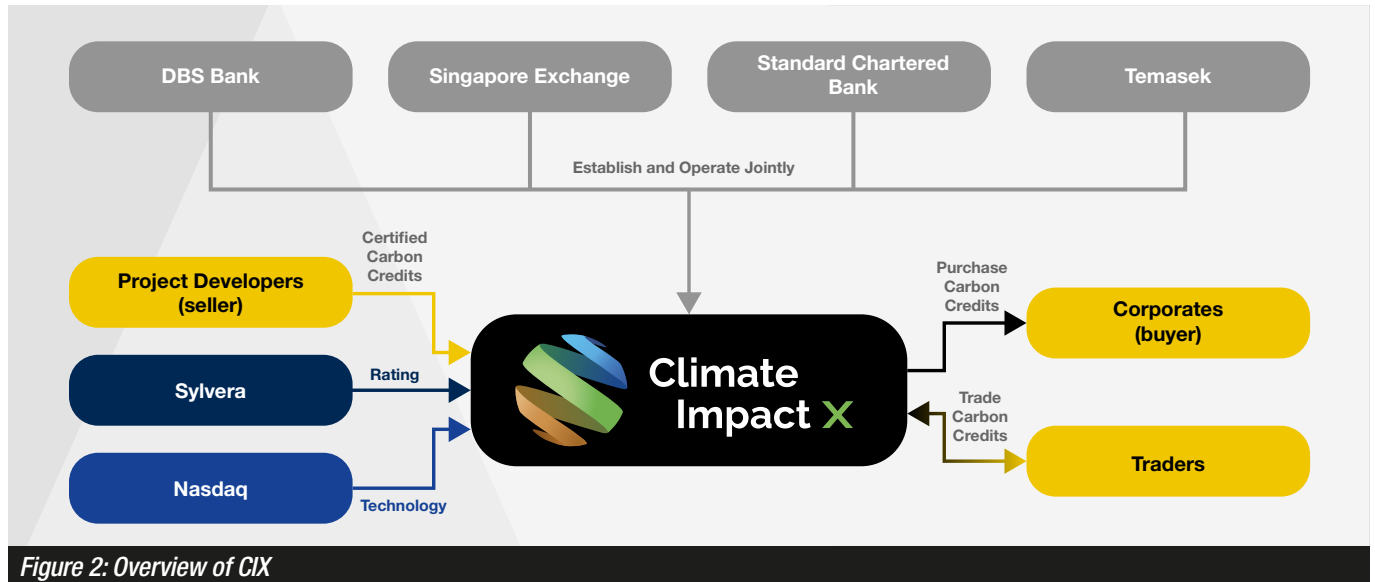 DBS Bank
Singapore Exchange
Standard Chartered
Bank
Temasek
Establish and Operate Jointly
Certified
Carbon
Credits
Project Developers
(seller)
Sylvera
Rating
Nasdaq
Technology
Climate
Impact X
Purchase
Carbon
Credits
Corporates
(buyer)
Trade
Carbon
Credits
Traders
Figure 2: Overview of CIX